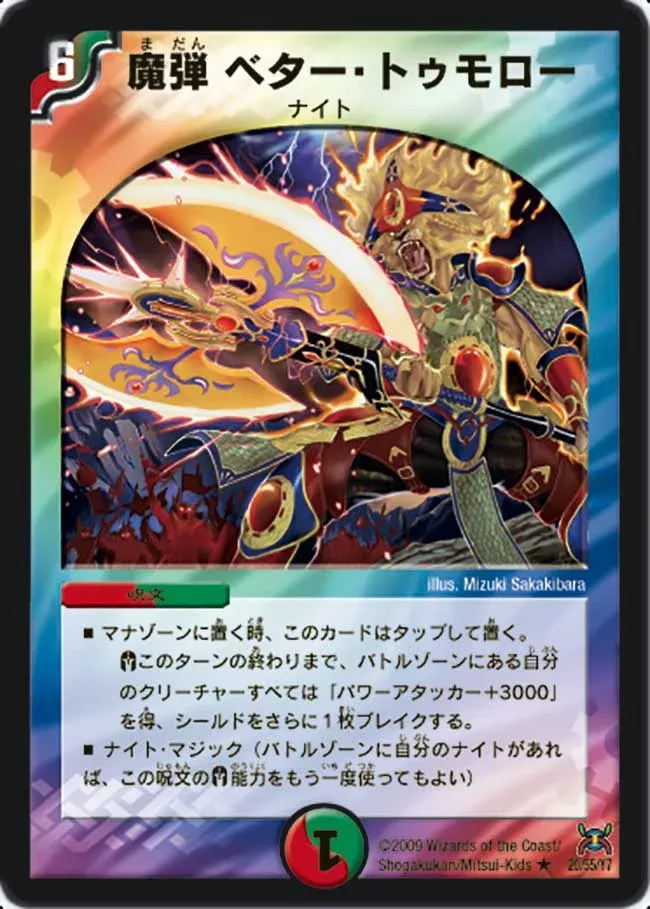 6
魔弾 ベター・トゥモロー
ナイト
illus. Mizuki Sakakibara
呪文
■ マナゾーンに置く時、このカードはタップして置く。
このターンの終わりまで、バトルゾーンにある自分
のクリーチャーすべては「パワーアタッカー+3000」
を得、シールドをさらに1枚ブレイクする。
■ ナイト・マジック（バトルゾーンに自分のナイトがあれ
ば、この呪文の能力をもう一度使ってもよい）
1
©2009 Wizards of the Coast/
Shogakukan/Mitsui-Kids ★ 20/55/Y7